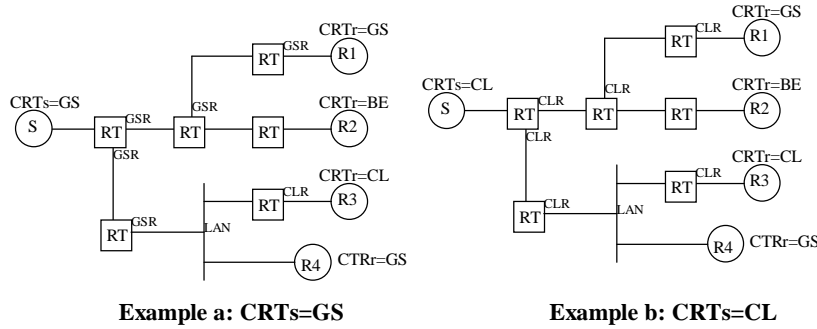 CRTr=GS
RT
GSR
R1
CRTs=GS
S
RT
GSR
GSR
RT
GSR
RT
CRTr=BE
R2
RT
GSR
LAN
RT
CLR
CRTr=CL
R3
R4
CTRr=GS
Example a: CRTs=GS
CRTr=GS
RT
CLR
R1
CRTs=CL
S
RT
CLR
CLR
RT
CLR
RT
CRTr=BE
R2
RT
CLR
LAN
RT
CLR
CRTr=CL
R3
R4
CTRr=GS
Example b: CRTs=CL